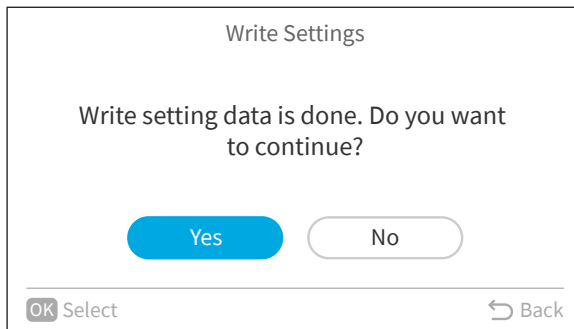 Write Settings
Write setting data is done. Do you want
to continue?
Yes No
OK Select Back